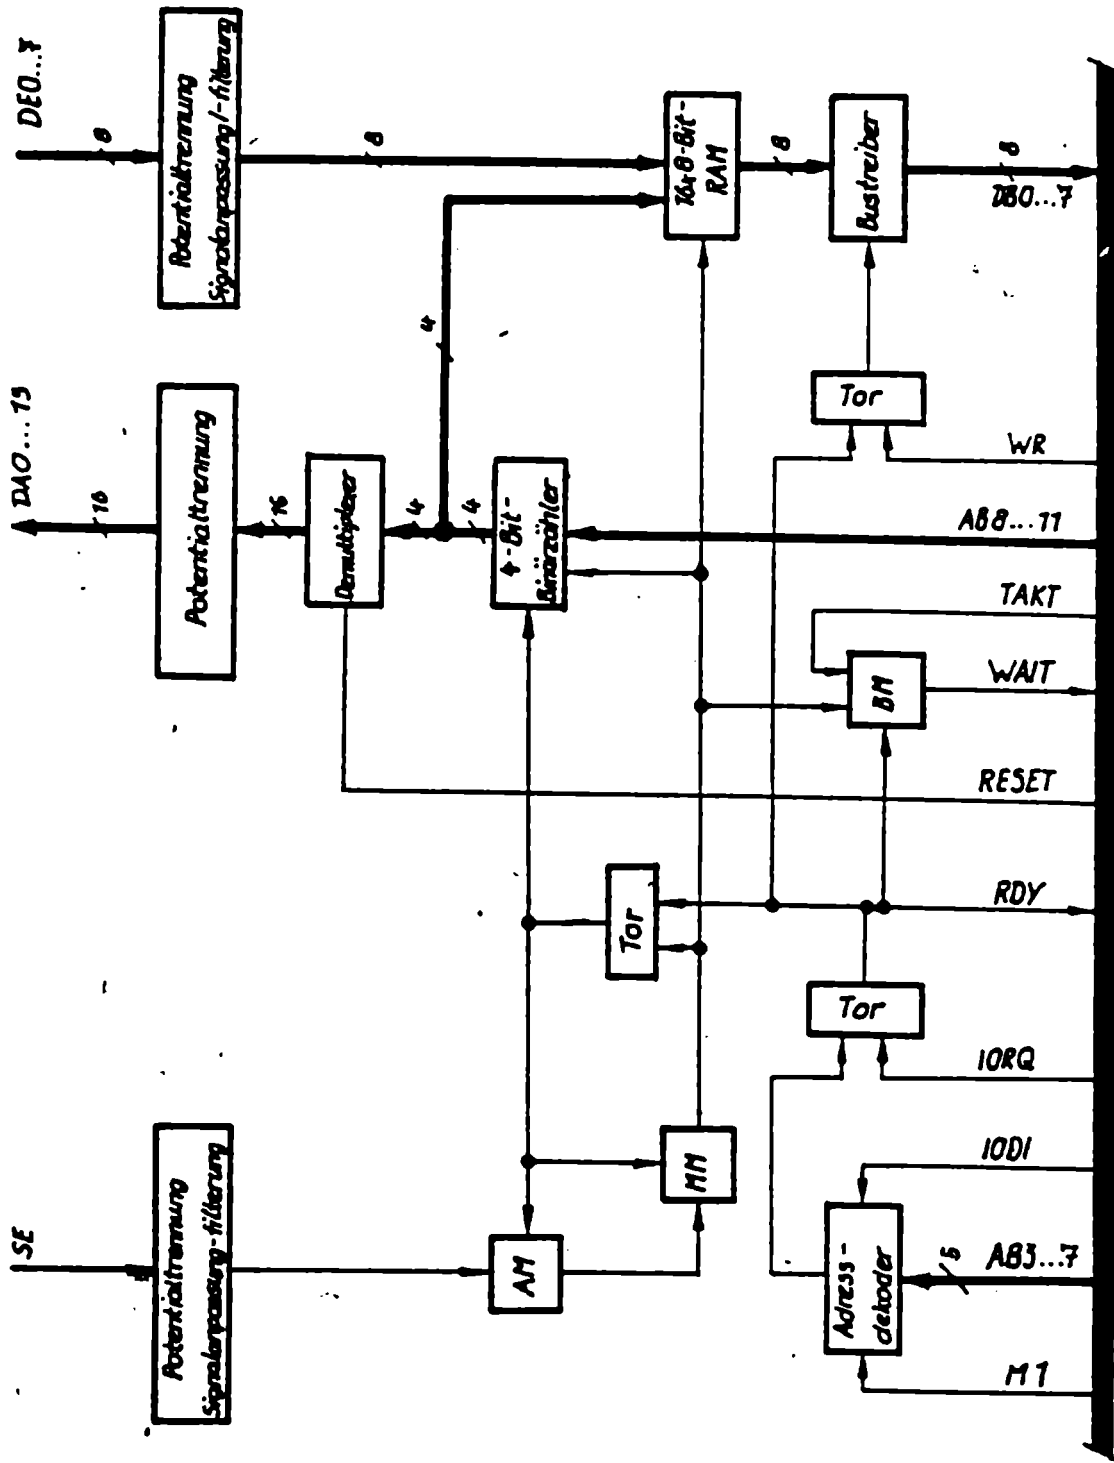 SE
DA0...15
DE0...7
Potentialtrennung
Signalanpassung-filterung
Potentialtrennung
Potentialtrennung
Signalanpassung/-filterung
16
8
16
8
Demultiplexer
4
4
4
AM
4-Bit-
Binärzähler
Tor
MM
16x8-Bit-
RAM
8
Adress-
dekoder
Tor
BM
Tor
Bustreiber
M1
5
AB3...7
IODI
IORQ
RDY
RESET
WAIT
TAKT
AB8...11
WR
8
DB0...7